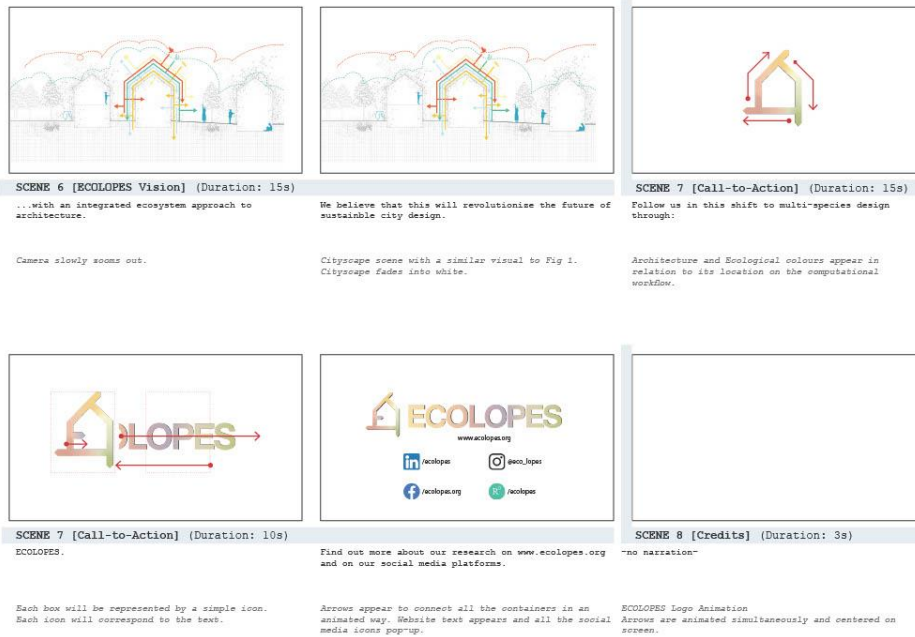 SCENE 6 [ECOLOPES Vision] (Duration: 15s)
...with an integrated ecosystem approach to
architecture.
Camera slowly zooms out.
We believe that this will revolutionise the future of
sustainble city design.
Cityscape scene with a similar visual to Fig 1.
Cityscape fades into white.
SCENE 7 [Call-to-Action] (Duration: 15s)
Follow us in this shift to multi-species design
through:
Architecture and Ecological colours appear in
relation to its location on the computational
workflow.
OLOPES
SCENE 7 [Call-to-Action] (Duration: 10s)
ECOLOPES.
Each box will be represented by a simple icon.
Each icon will correspond to the text.
ECOLOPES
www.ecolopes.org
in /ecolopes
@eco_lopes
f /ecolopes.org
R /ecolopes
Find out more about our research on www.ecolopes.org
and on our social media platforms.
Arrows appear to connect all the containers in an
animated way. Website text appears and all the social
media icons pop-up.
SCENE 8 [Credits] (Duration: 3s)
-no narration-
ECOLOPES Logo Animation
Arrows are animated simultaneously and centered on
screen.